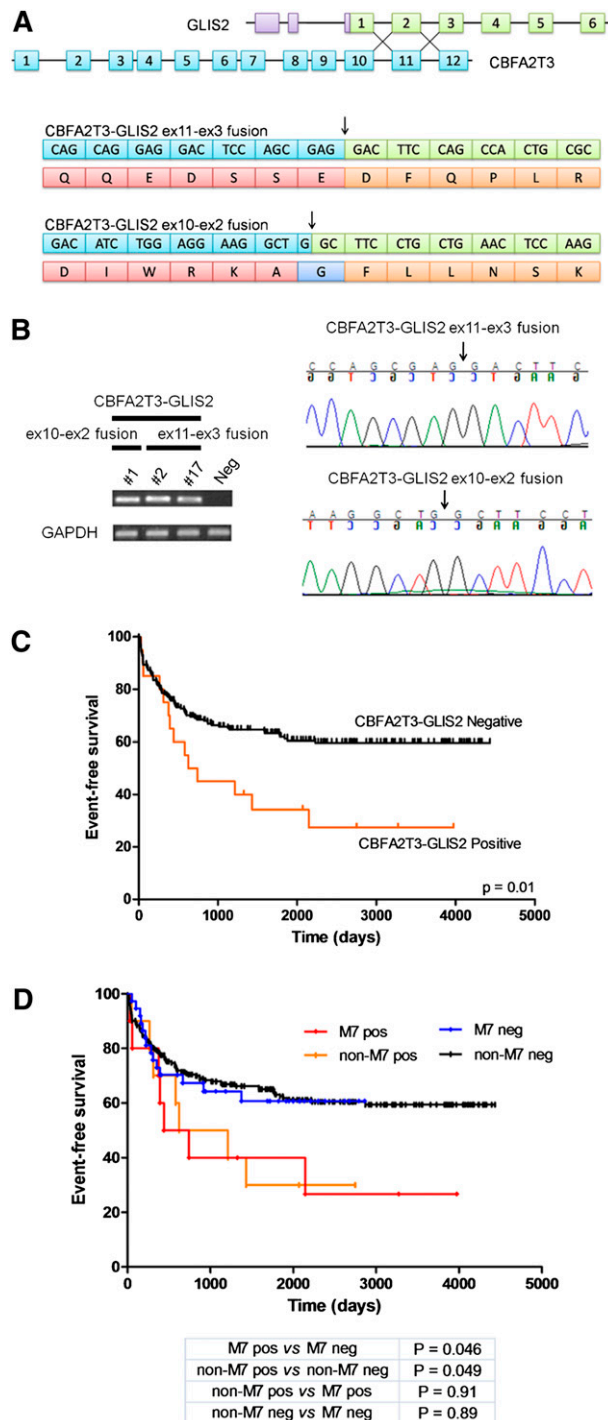 A
GLIS2
1 2 3 4 5 6
1 2 3 4 5 6 7 8 9 10 11 12
CBFA2T3
CBFA2T3-GLIS2 ex11-ex3 fusion
CAG CAG GAG GAC TCC AGC GAG GAC TTC CAG CCA CTG CGC
Q Q E D S S E D F Q P L R
CBFA2T3-GLIS2 ex10-ex2 fusion
GAC ATC TGG AGG AAG GCT G GC TTC CTG CTG AAC TCC AAG
D I W R K A G F L L N S K
B
CBFA2T3-GLIS2
ex10-ex2 fusion ex11-ex3 fusion
#1 #2 #17 Neg
GAPDH
CBFA2T3-GLIS2 ex11-ex3 fusion
C C A G C G A G G A C T T C
CBFA2T3-GLIS2 ex10-ex2 fusion
A A G G C T G G C T T C C T
C
Event-free survival
100
80
60
40
20
0
CBFA2T3-GLIS2 Negative
CBFA2T3-GLIS2 Positive
p = 0.01
0 1000 2000 3000 4000 5000
Time (days)
D
Event-free survival
100
80
60
40
20
0
M7 pos M7 neg
non-M7 pos non-M7 neg
0 1000 2000 3000 4000 5000
Time (days)
M7 pos vs M7 neg P = 0.046
non-M7 pos vs non-M7 neg P = 0.049
non-M7 pos vs M7 pos P = 0.91
non-M7 neg vs M7 neg P = 0.89